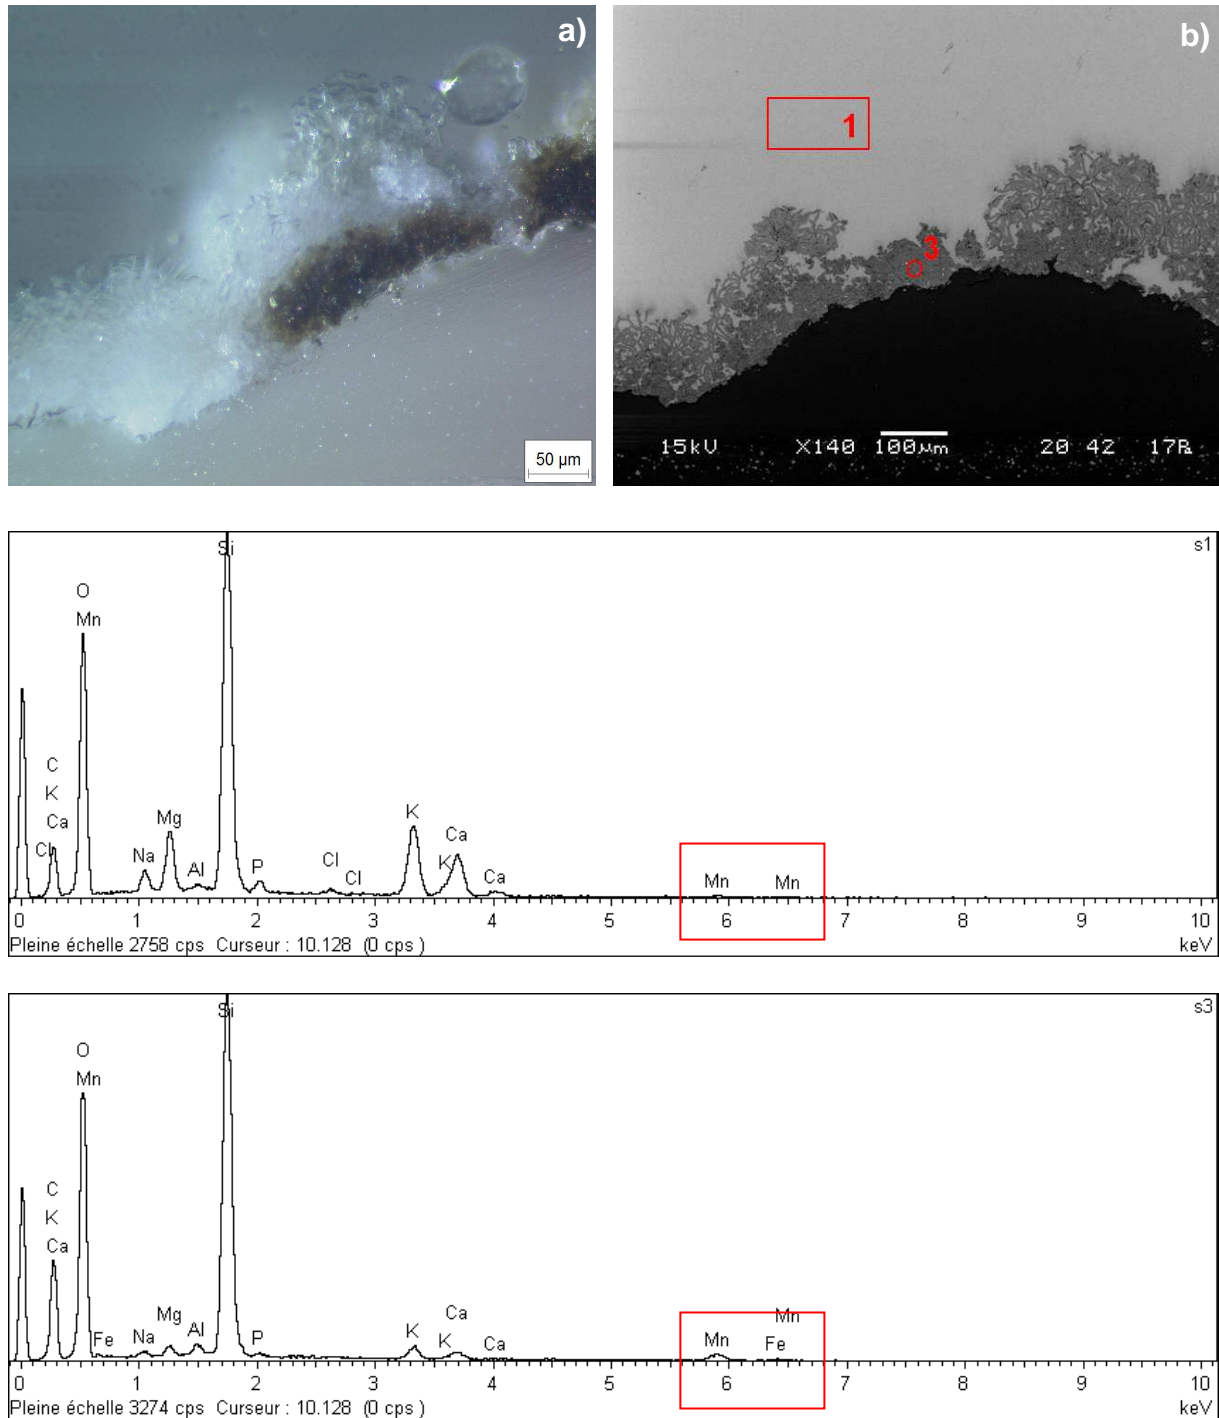 a)
b)
1
3
50 µm
15kV X140 100µm 20 42
s1
Si
O
Mn
C
K
Ca
Cl
Na
Mg
Al
P
Cl
Cl
K
K
Ca
Ca
Mn
Mn
0 1 2 3 4 5 6 7 8 9 10
Pleine échelle 2758 cps Curseur : 10.128 (0 cps)
keV
s3
Si
O
Mn
C
K
Ca
Fe
Na
Mg
Al
P
K
K
Ca
Ca
Mn
Mn
Fe
0 1 2 3 4 5 6 7 8 9 10
Pleine échelle 3274 cps Curseur : 10.128 (0 cps)
keV